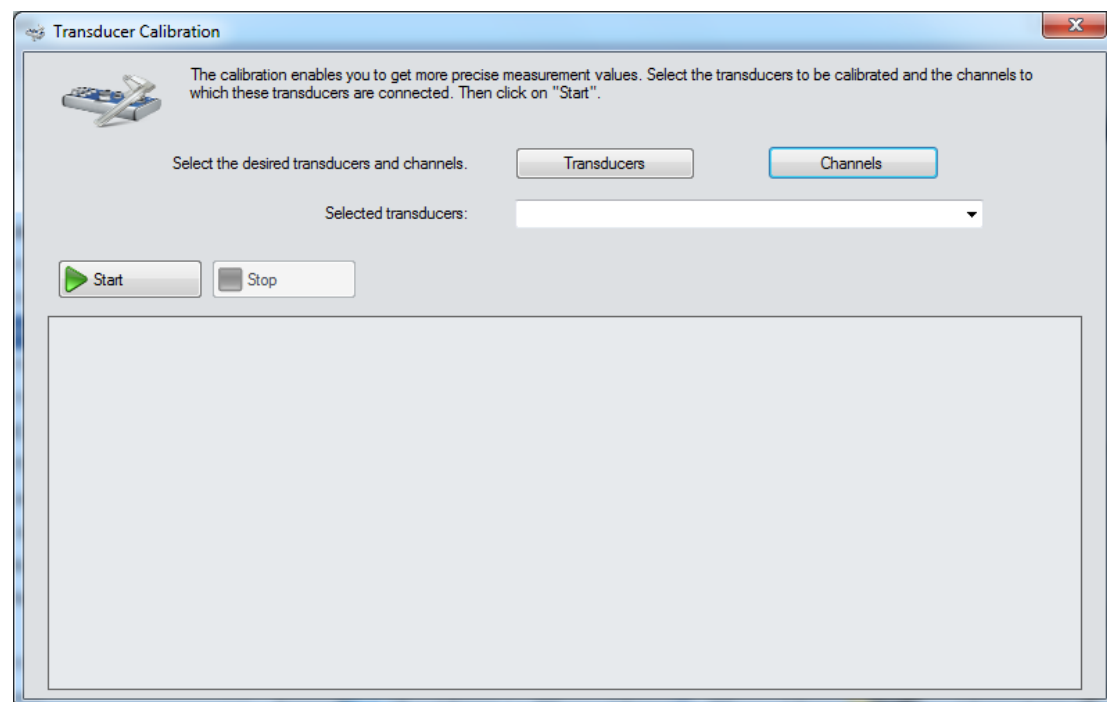 Transducer Calibration
The calibration enables you to get more precise measurement values. Select the transducers to be calibrated and the channels to
which these transducers are connected. Then click on "Start".
Select the desired transducers and channels. Transducers Channels
Selected transducers:
Start Stop